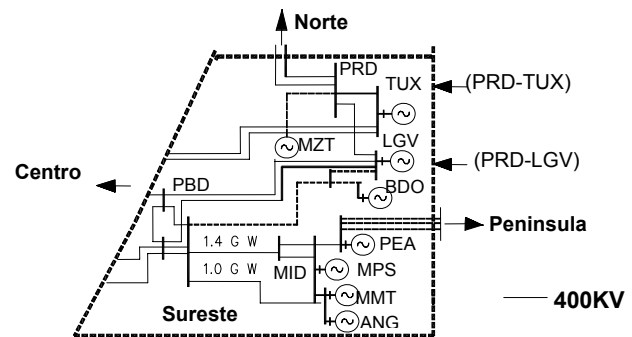 Norte
PRD
TUX
(PRD-TUX)
MZT
LGV
(PRD-LGV)
Centro
PBD
BDO
Peninsula
1.4 G W
PEA
1.0 G W
MID
MPS
Sureste
MMT
400KV
ANG